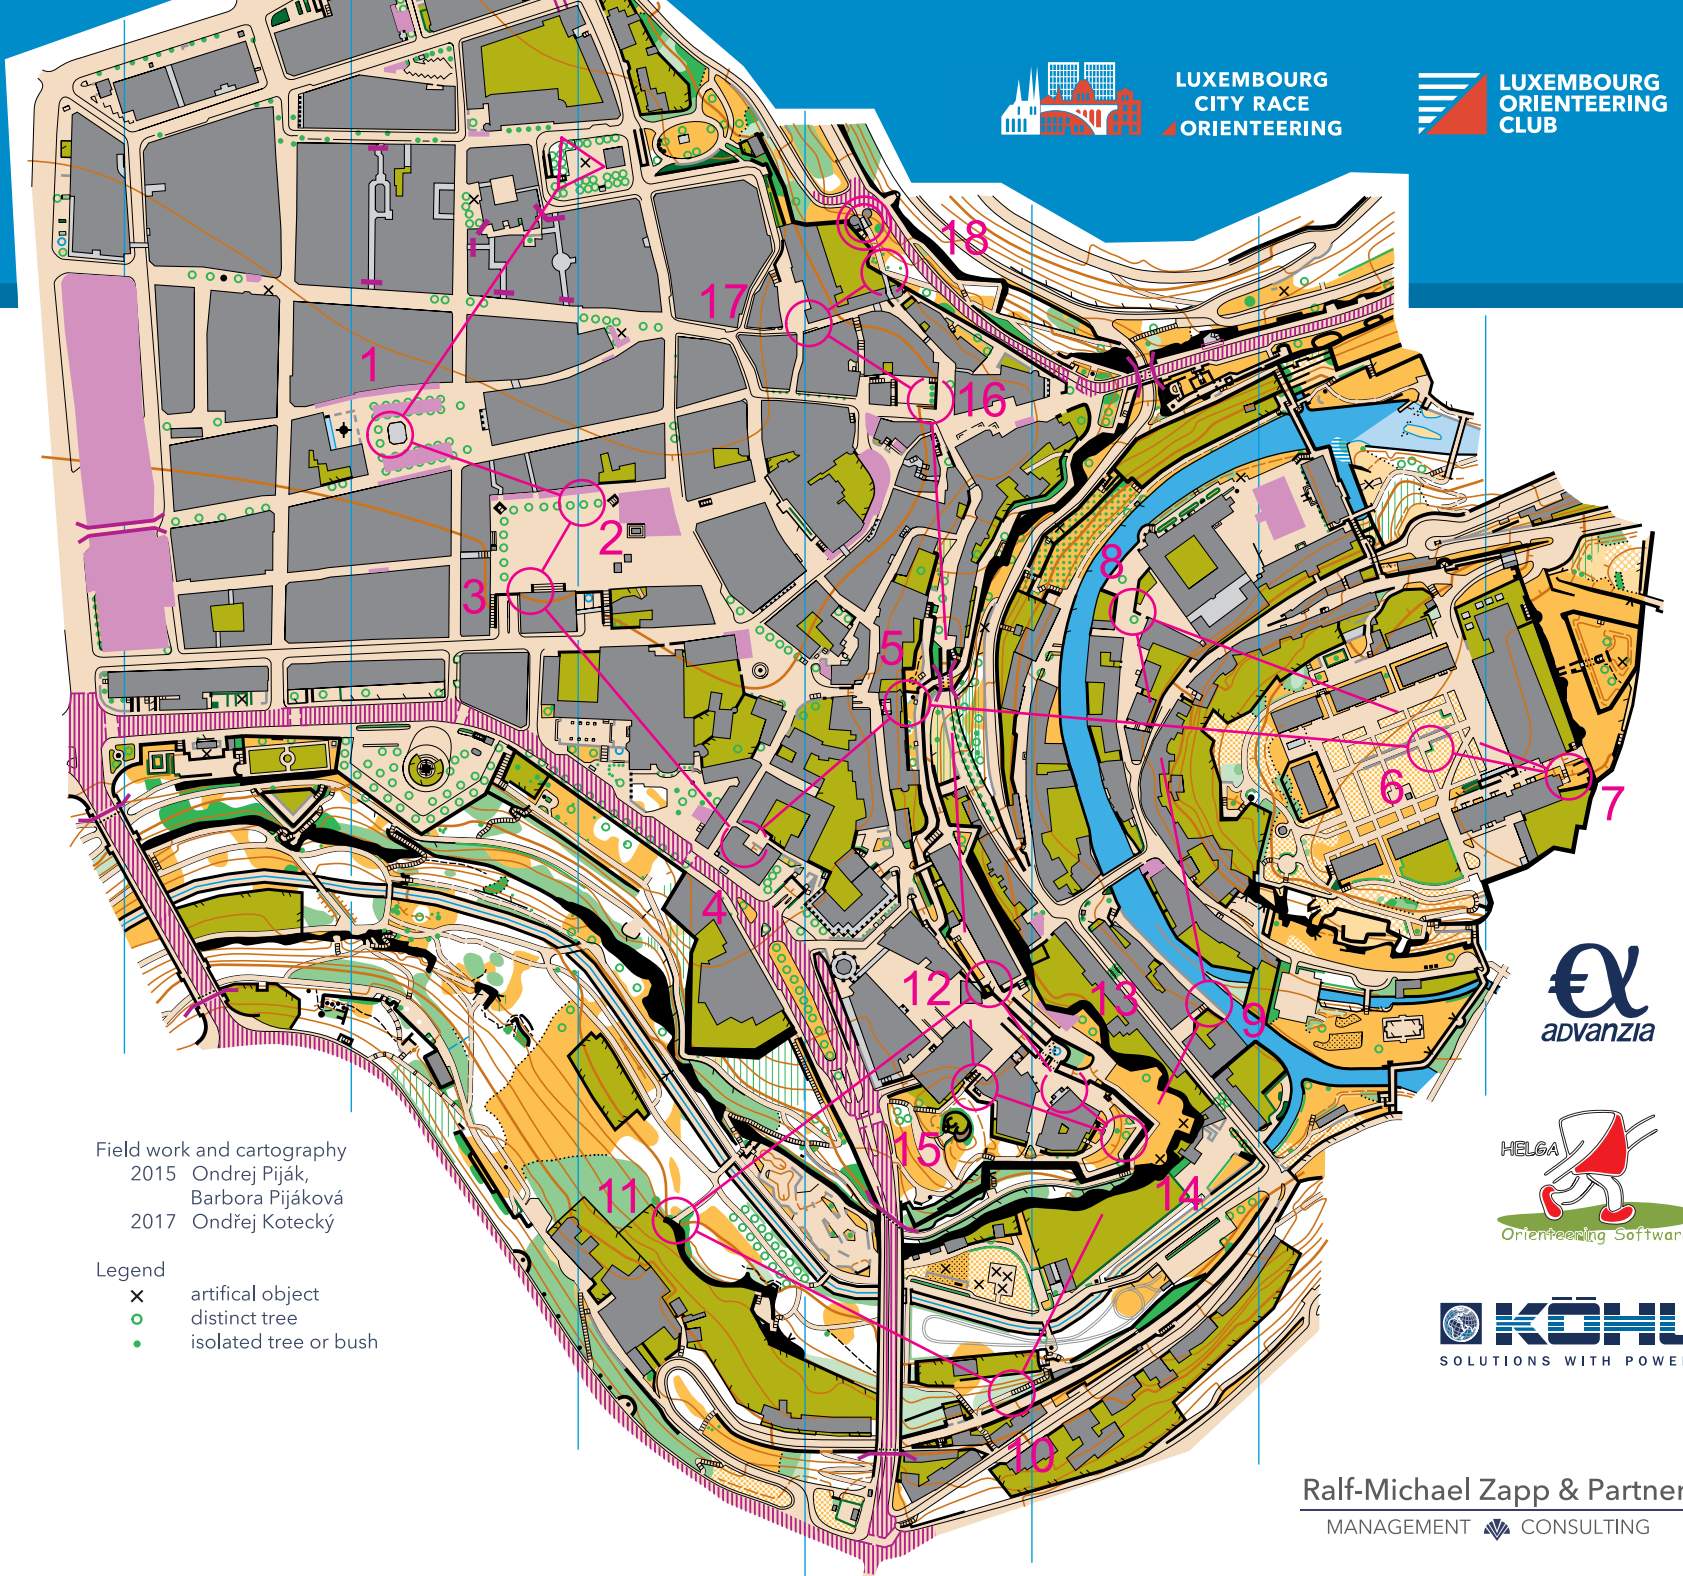 LUXEMBOURG
CITY RACE
ORIENTEERING
LUXEMBOURG
ORIENTEERING
CLUB
18
17
1
16
2
8
3
5
6
7
4
12
13
9
15
14
11
10
Field work and cartography
2015 Ondrej Piják,
Barbora Pijáková
2017 Ondřej Kotecký
Legend
artifical object
distinct tree
isolated tree or bush
€α
ADVANZIA
HELGA
Orienteering Softwar
KÖHL
SOLUTIONS WITH POWE
Ralf-Michael Zapp & Partner
MANAGEMENT CONSULTING